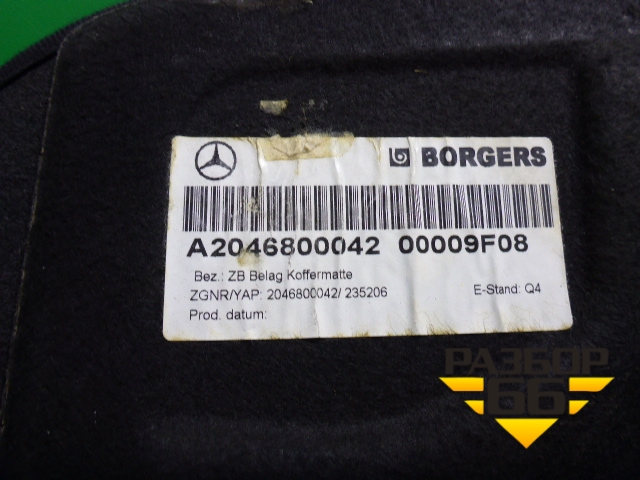 BORGERS
A2046800042 00009F08
Bez.: ZB Belag Koffermatte
ZGNR/YAP: 2046800042/ 235206 E-Stand: Q4
Prod. datum:
РАЗБОР
66